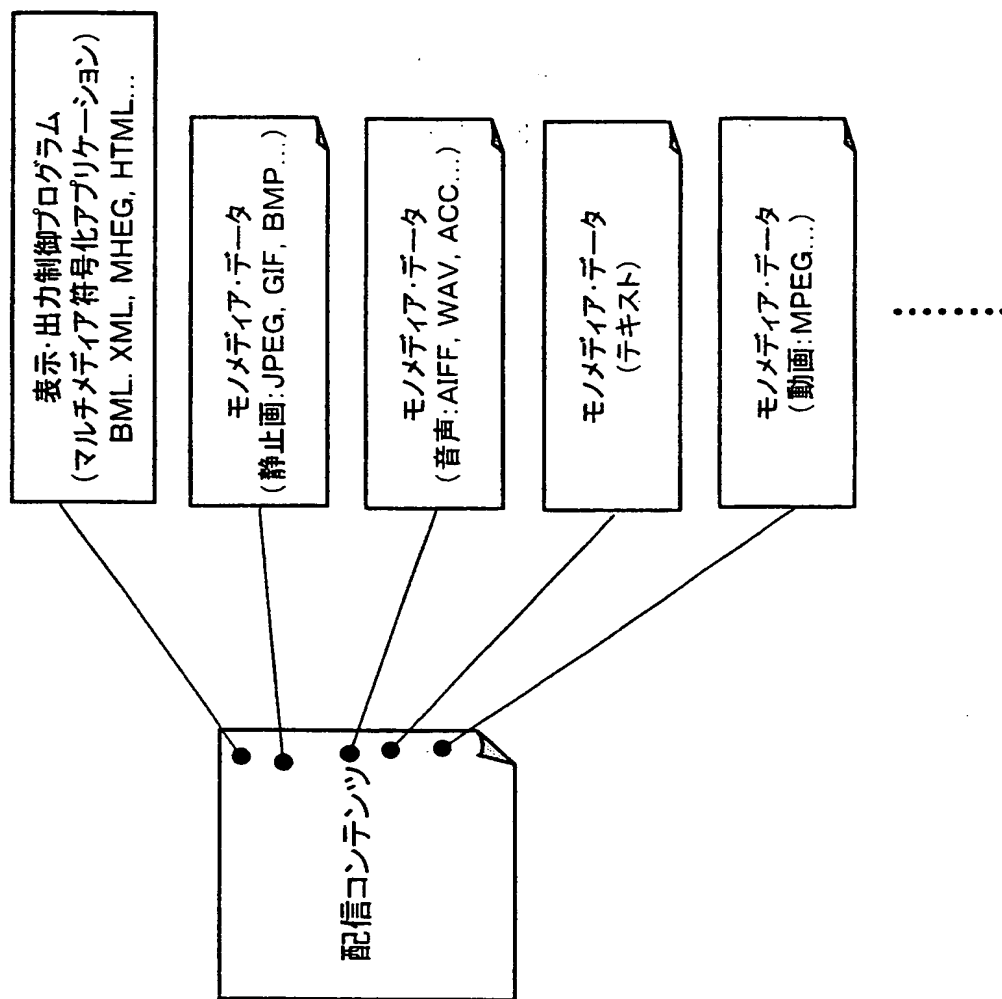 表示・出力制御プログラム
(マルチメディア符号化アプリケーション)
BML. XML, MHEG, HTML...
モノメディア・データ
(静止画:JPEG, GIF, BMP...)
モノメディア・データ
(音声:AIFF, WAV, ACC...)
モノメディア・データ
(テキスト)
モノメディア・データ
(動画:MPEG...)
配信コンテンツ